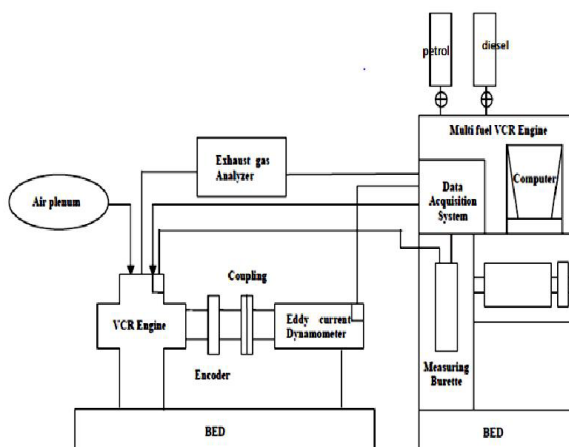 petrol
diesel
Multi fuel VCR Engine
Exhaust gas
Analyzer
Data
Acquisition
System
Computer
Air plenum
Coupling
VCR Engine
Eddy current
Dynamometer
Encoder
Measuring
Burette
BED
BED